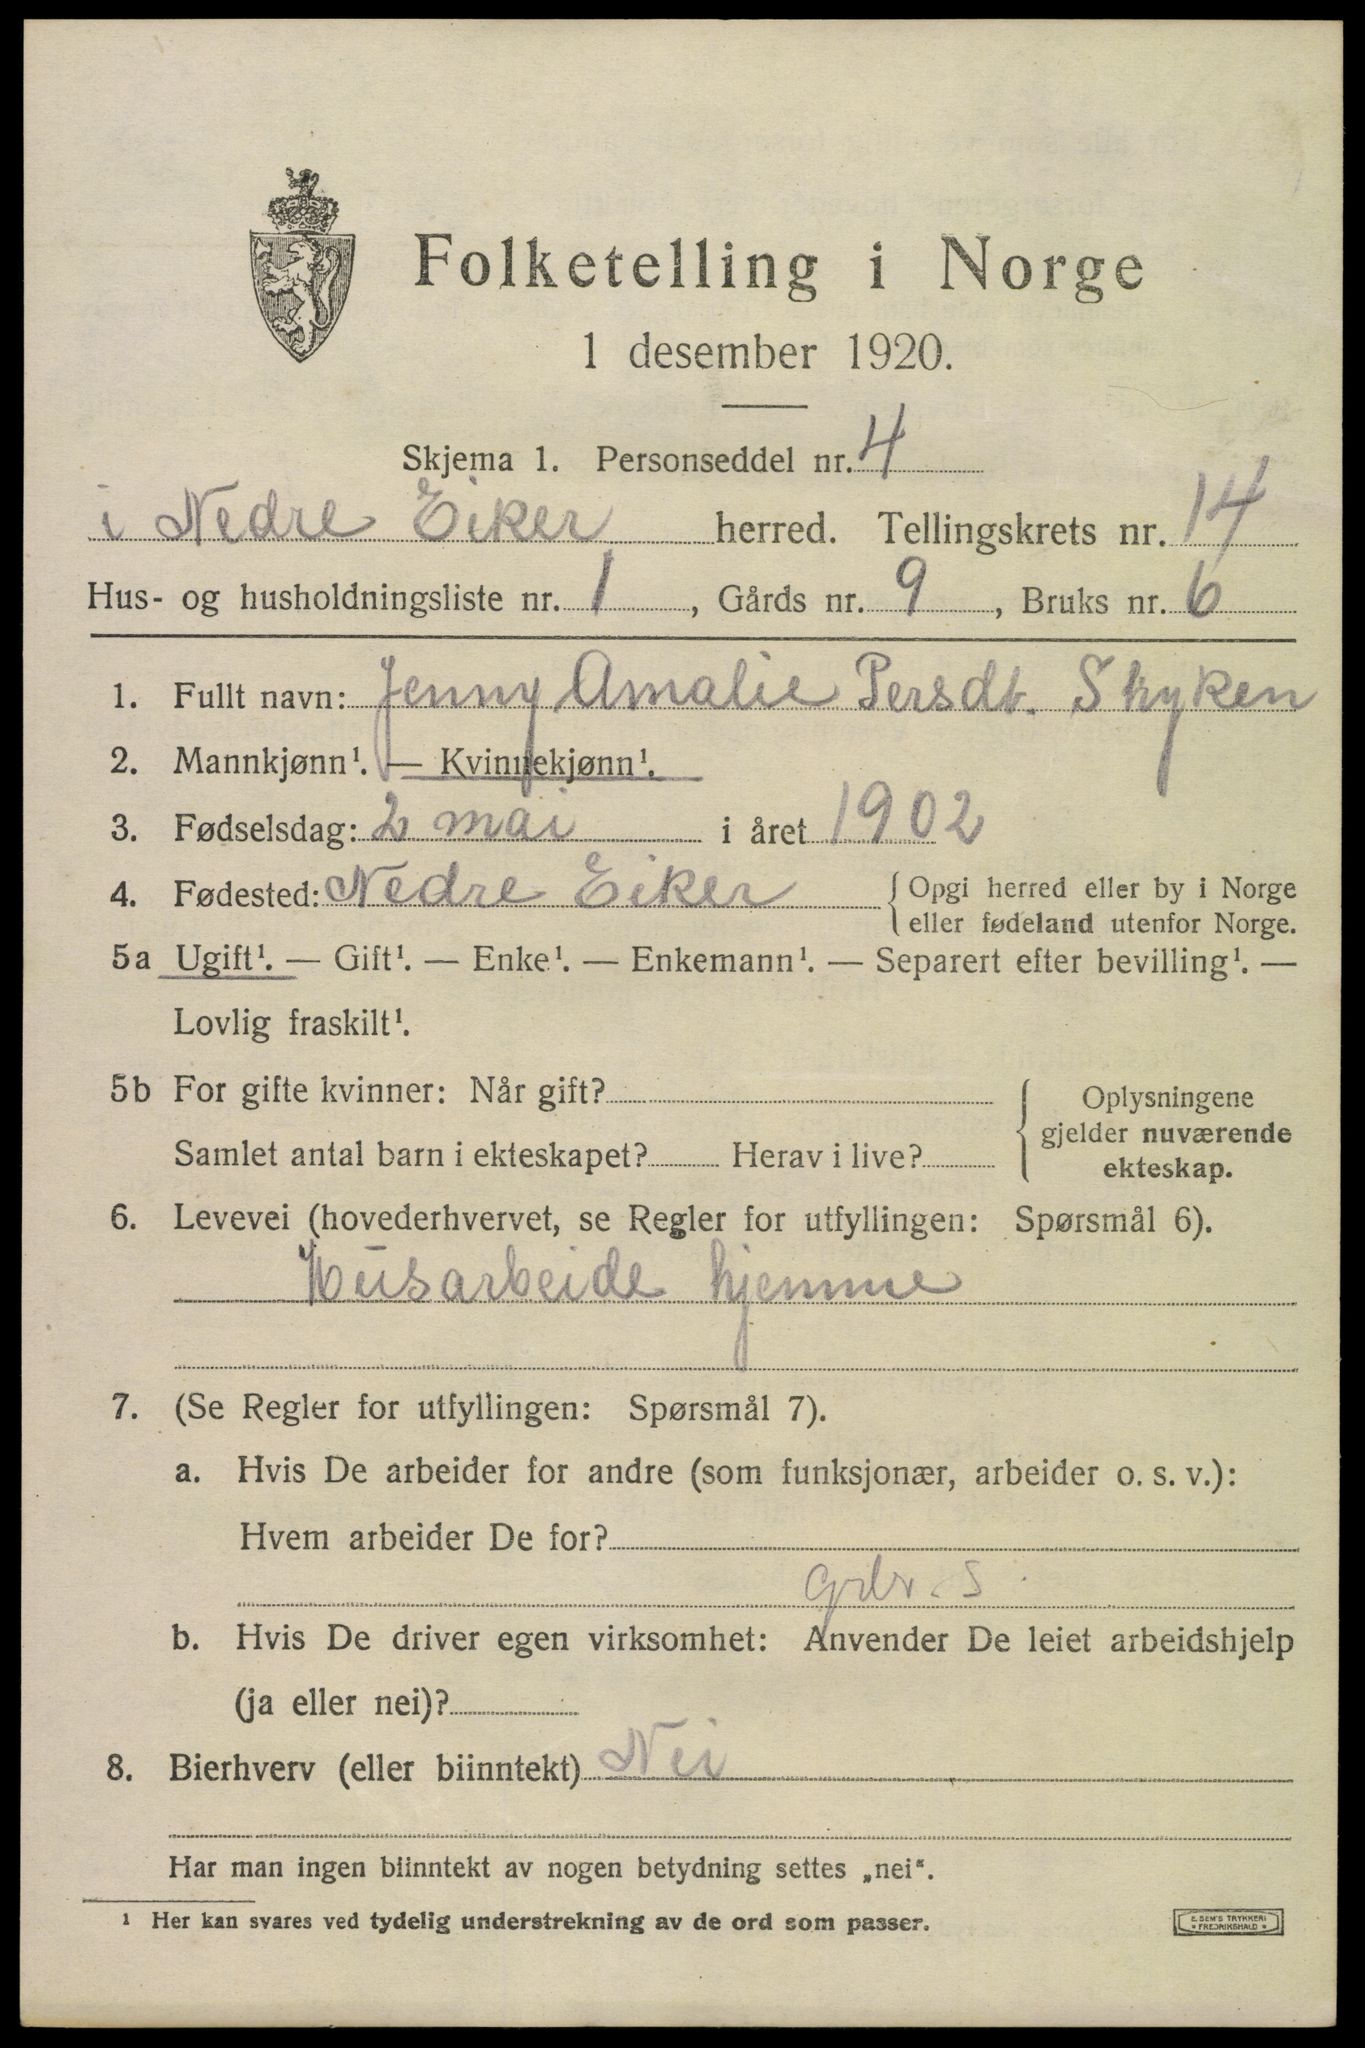 Folketelling i Norge
1 desember 1920.
Skjema 1. Personseddel nr. 4
i Nedre Eiker herred. Tellingskrets nr. 14
Hus- og husholdningsliste nr. 1, Gårds nr. 9, Bruks nr. 6
1. Fullt navn: Jenny Amalie Persdt. Stryken
2. Mannkjønn¹. — Kvinnekjønn¹.
3. Fødselsdag: 2 mai i året 1902
4. Fødested: Nedre Eiker { Opgi herred eller by i Norge
eller fødeland utenfor Norge.
5a Ugift¹. — Gift¹. — Enke¹. — Enkemann¹. — Separert efter bevilling¹. —
Lovlig fraskilt¹.
5b For gifte kvinner: Når gift?
Samlet antal barn i ekteskapet? Herav i live?
Oplysningene
gjelder nuværende
ekteskap.
6. Levevei (hovederhvervet, se Regler for utfyllingen: Spørsmål 6).
Husarbeide hjemme
7. (Se Regler for utfyllingen: Spørsmål 7).
a. Hvis De arbeider for andre (som funksjonær, arbeider o. s. v.):
Hvem arbeider De for?
Grdbr. S
b. Hvis De driver egen virksomhet: Anvender De leiet arbeidshjelp
(ja eller nei)?
8. Bierhverv (eller biinntekt) Nei
Har man ingen biinntekt av nogen betydning settes „nei“.
¹ Her kan svares ved tydelig understrekning av de ord som passer.
E. SEM'S TRYKKERI
* FREDRIKSHALD *